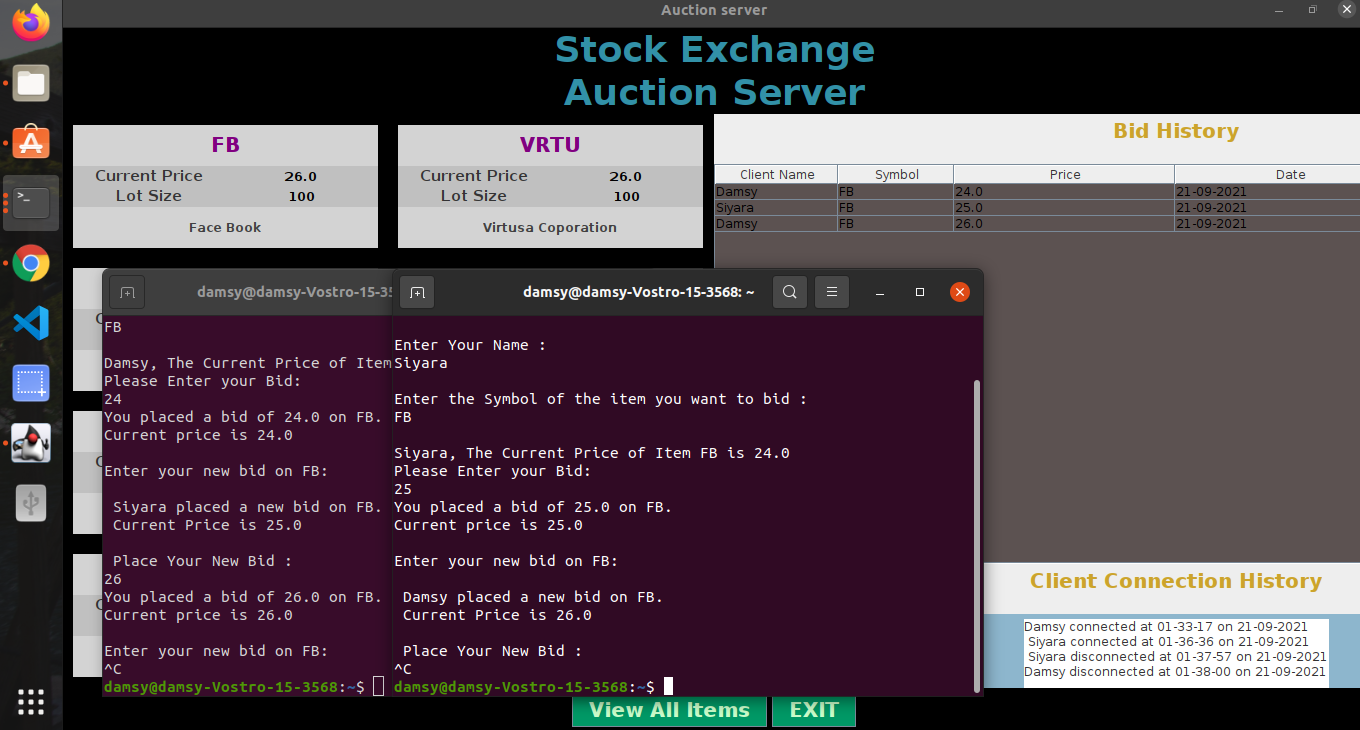 Auction server
Stock Exchange
Auction Server
FB
Current Price 26.0
Lot Size 100
Face Book
VRTU
Current Price 26.0
Lot Size 100
Virtusa Coporation
Bid History
Client Name Symbol Price Date
Damsy FB 24.0 21-09-2021
Siyara FB 25.0 21-09-2021
Damsy FB 26.0 21-09-2021
damsy@damsy-Vostro-15-35
FB
Damsy, The Current Price of Item
Please Enter your Bid:
24
You placed a bid of 24.0 on FB.
Current price is 24.0
Enter your new bid on FB:
Siyara placed a new bid on FB.
Current Price is 25.0
Place Your New Bid :
26
You placed a bid of 26.0 on FB.
Current price is 26.0
Enter your new bid on FB:
^C
damsy@damsy-Vostro-15-3568:~$
damsy@damsy-Vostro-15-3568: ~
Enter Your Name :
Siyara
Enter the Symbol of the item you want to bid :
FB
Siyara, The Current Price of Item FB is 24.0
Please Enter your Bid:
25
You placed a bid of 25.0 on FB.
Current price is 25.0
Enter your new bid on FB:
Damsy placed a new bid on FB.
Current Price is 26.0
Place Your New Bid :
^C
damsy@damsy-Vostro-15-3568:~$
Client Connection History
Damsy connected at 01-33-17 on 21-09-2021
Siyara connected at 01-36-36 on 21-09-2021
Siyara disconnected at 01-37-57 on 21-09-2021
Damsy disconnected at 01-38-00 on 21-09-2021
View All Items
EXIT